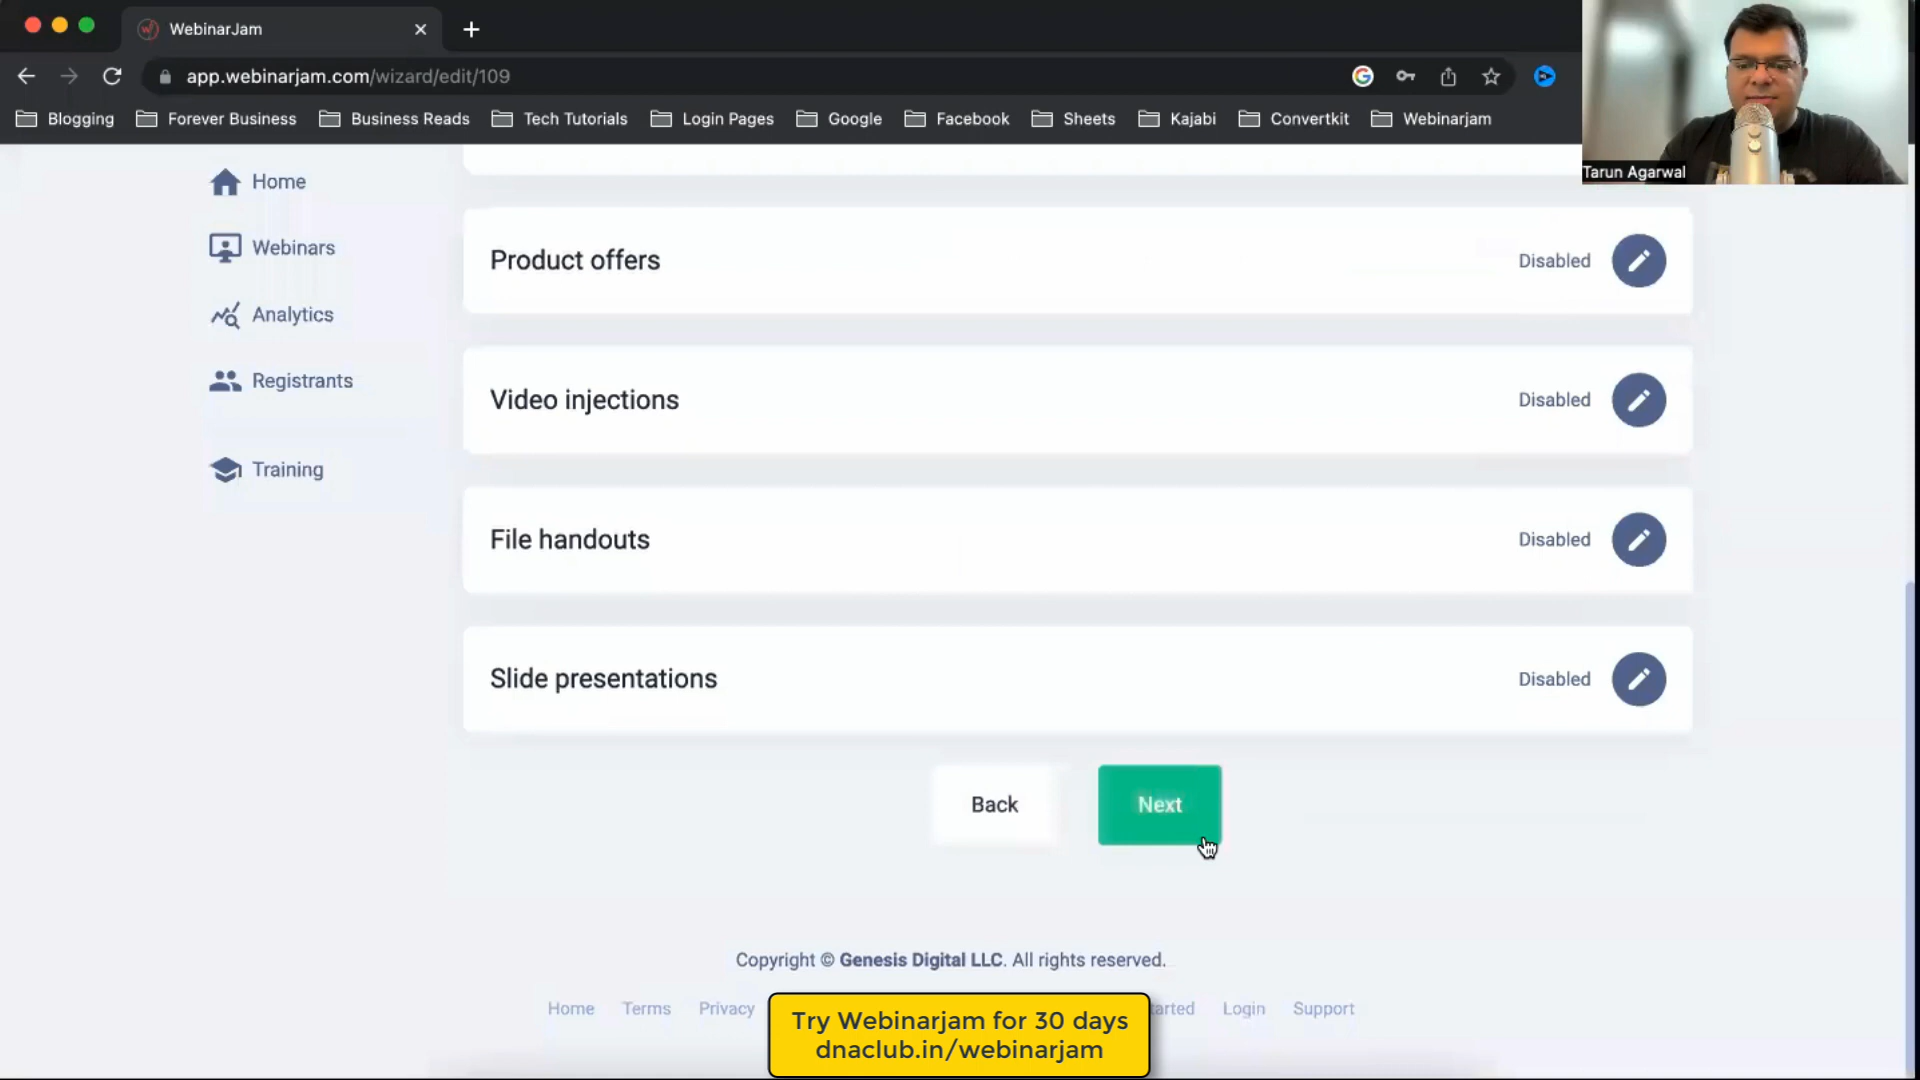 WebinarJam
app.webinarjam.com/wizard/edit/109
Blogging
Forever Business
Business Reads
Tech Tutorials
Login Pages
Google
Facebook
Sheets
Kajabi
Convertkit
Webinarjam
Tarun Agarwal
Home
Webinars
Analytics
Registrants
Training
Product offers
Disabled
Video injections
Disabled
File handouts
Disabled
Slide presentations
Disabled
Back
Next
Copyright © Genesis Digital LLC. All rights reserved.
Home
Terms
Privacy
Login
Support
Try Webinarjam for 30 days
dnaclub.in/webinarjam